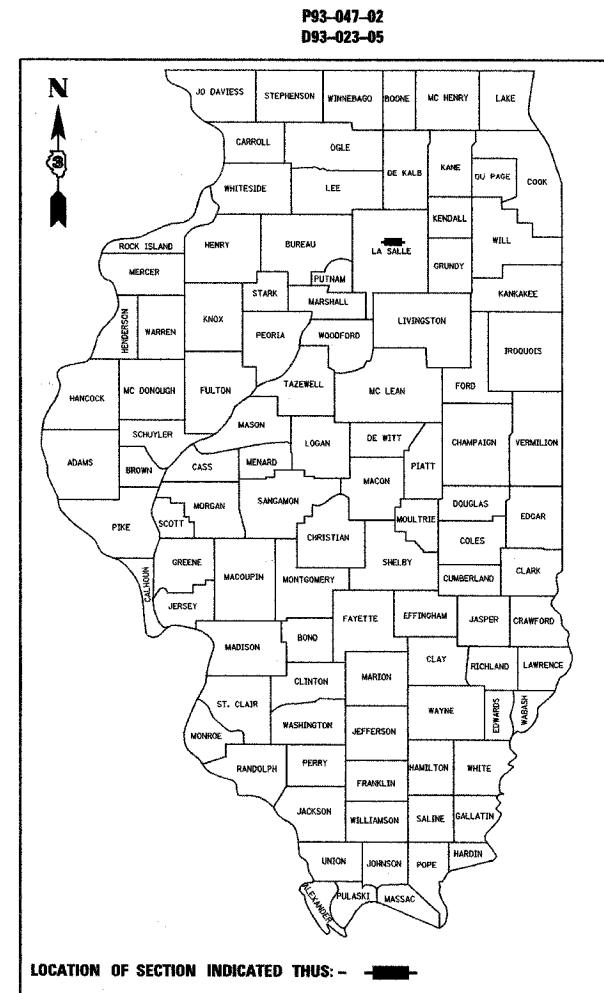 P93-047-02
D93-023-05
N
3
JO DAVIESS
STEPHENSON
WINNEBAGO
BOONE
MC HENRY
LAKE
CARROLL
OGLE
DE KALB
KANE
DU PAGE
COOK
WHITESIDE
LEE
KENDALL
WILL
ROCK ISLAND
HENRY
BUREAU
LA SALLE
GRUNDY
MERCER
PUTNAM
KANKAKEE
STARK
MARSHALL
HENDERSON
WARREN
KNOX
PEORIA
WOODFORD
LIVINGSTON
IROQUOIS
HANCOCK
MC DONOUGH
FULTON
TAZEWELL
MC LEAN
FORD
SCHUYLER
MASON
LOGAN
DE WITT
CHAMPAIGN
VERMILION
ADAMS
BROWN
CASS
MENARD
MACON
PIATT
PIKE
SCOTT
MORGAN
SANGAMON
CHRISTIAN
MOULTRIE
DOUGLAS
EDGAR
COLES
CALHOUN
GREENE
MACOUPIN
MONTGOMERY
SHELBY
CUMBERLAND
CLARK
JERSEY
FAYETTE
EFFINGHAM
JASPER
CRAWFORD
MADISON
BOND
CLAY
RICHLAND
LAWRENCE
CLINTON
MARION
ST. CLAIR
WAYNE
EDWARDS
WABASH
WASHINGTON
JEFFERSON
MONROE
RANDOLPH
PERRY
HAMILTON
WHITE
FRANKLIN
JACKSON
WILLIAMSON
SALINE
GALLATIN
UNION
JOHNSON
POPE
HARDIN
ALEXANDER
PULASKI
MASSAC
LOCATION OF SECTION INDICATED THUS: -